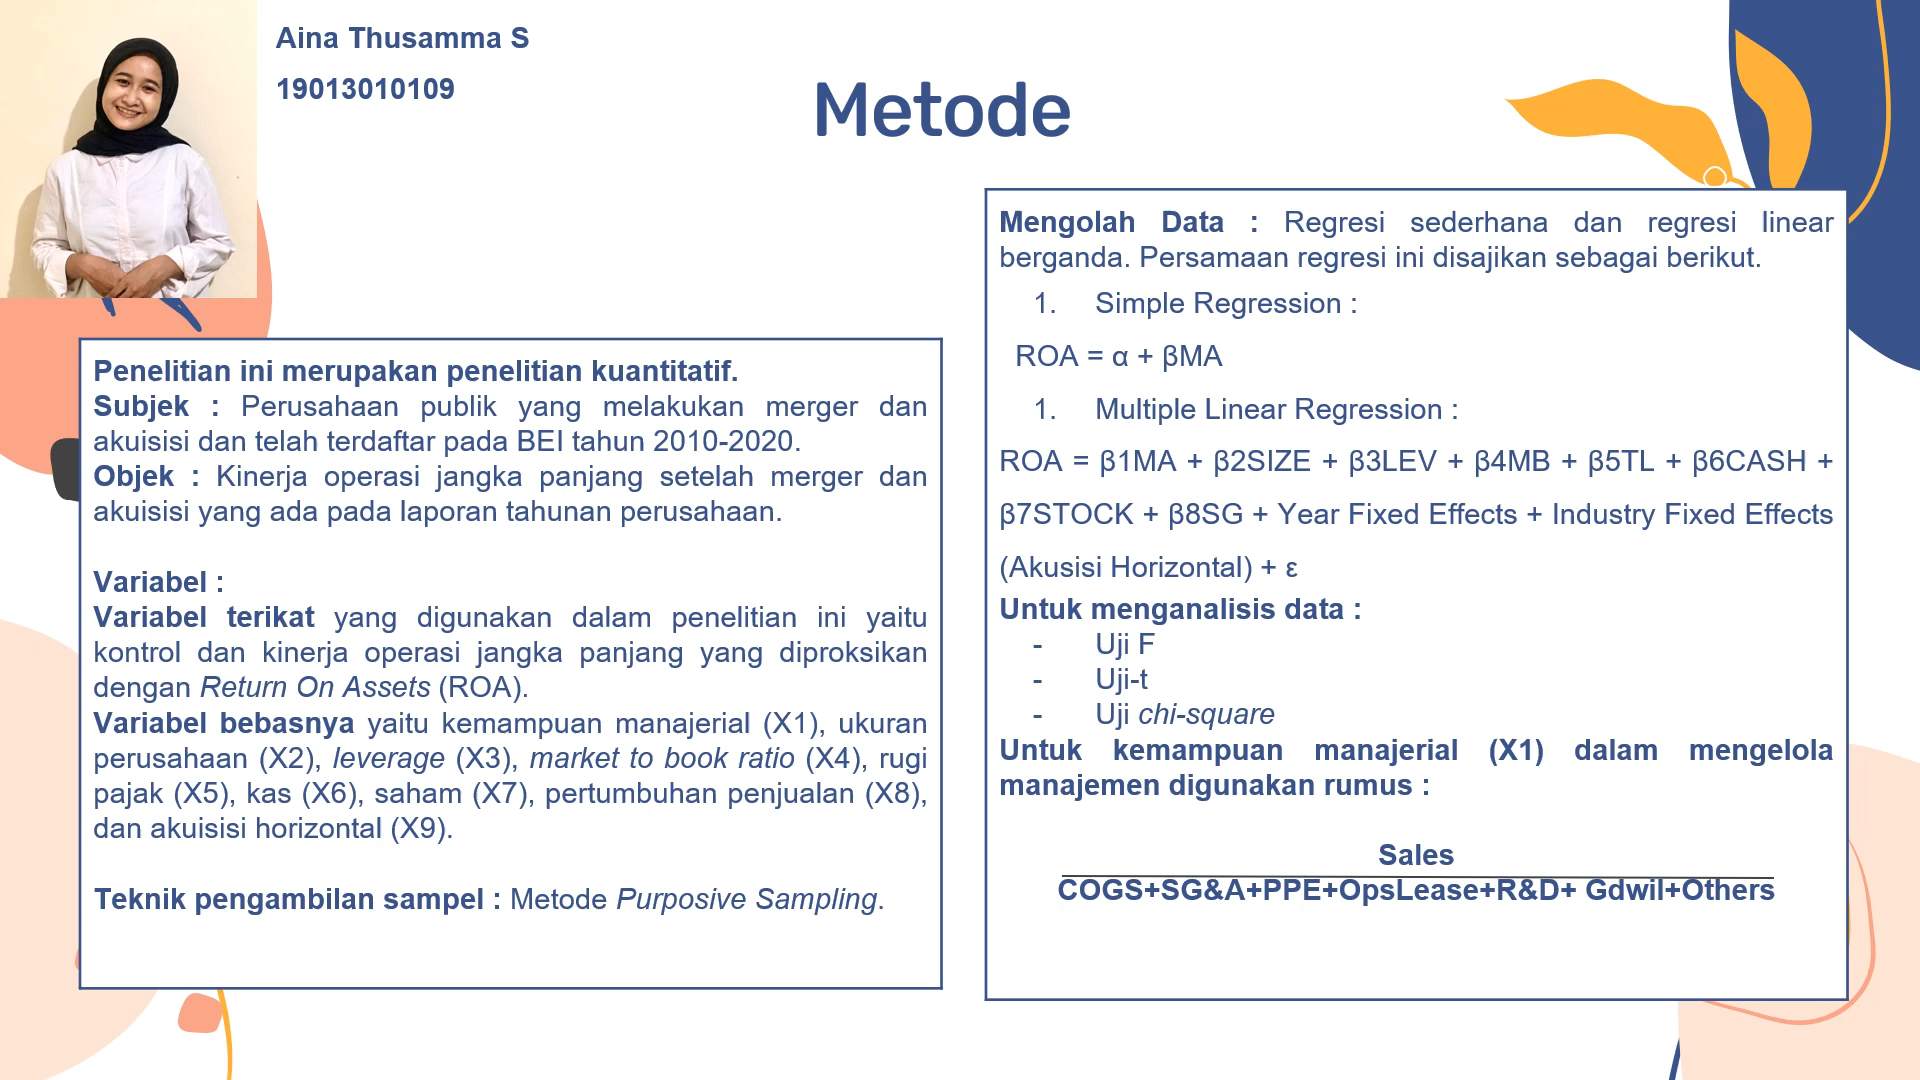 Aina Thusamma S
19013010109
Metode
Penelitian ini merupakan penelitian kuantitatif.
Subjek : Perusahaan publik yang melakukan merger dan
akuisisi dan telah terdaftar pada BEI tahun 2010-2020.
Objek : Kinerja operasi jangka panjang setelah merger dan
akuisisi yang ada pada laporan tahunan perusahaan.
Variabel :
Variabel terikat yang digunakan dalam penelitian ini yaitu
kontrol dan kinerja operasi jangka panjang yang diproksikan
dengan Return On Assets (ROA).
Variabel bebasnya yaitu kemampuan manajerial (X1), ukuran
perusahaan (X2), leverage (X3), market to book ratio (X4), rugi
pajak (X5), kas (X6), saham (X7), pertumbuhan penjualan (X8),
dan akuisisi horizontal (X9).
Teknik pengambilan sampel : Metode Purposive Sampling.
Mengolah Data : Regresi sederhana dan regresi linear
berganda. Persamaan regresi ini disajikan sebagai berikut.
1. Simple Regression :
ROA = α + βMA
1. Multiple Linear Regression :
ROA = β1MA + β2SIZE + β3LEV + β4MB + β5TL + β6CASH +
β7STOCK + β8SG + Year Fixed Effects + Industry Fixed Effects
(Akusisi Horizontal) + ε
Untuk menganalisis data :
- Uji F
- Uji-t
- Uji chi-square
Untuk kemampuan manajerial (X1) dalam mengelola
manajemen digunakan rumus :
Sales
COGS+SG&A+PPE+OpsLease+R&D+ Gdwil+Others